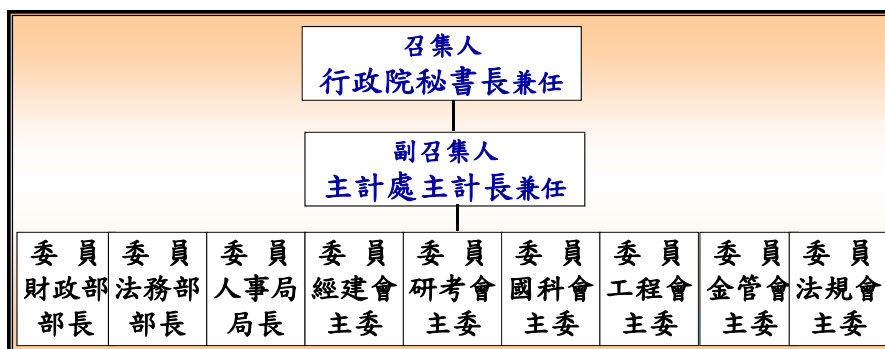 召集人
行政院秘書長兼任
副召集人
主計處主計長兼任
委 員
財政部
部長
委 員
法務部
部長
委 員
人事局
局長
委 員
經建會
主委
委 員
研考會
主委
委 員
國科會
主委
委 員
工程會
主委
委 員
金管會
主委
委 員
法規會
主委